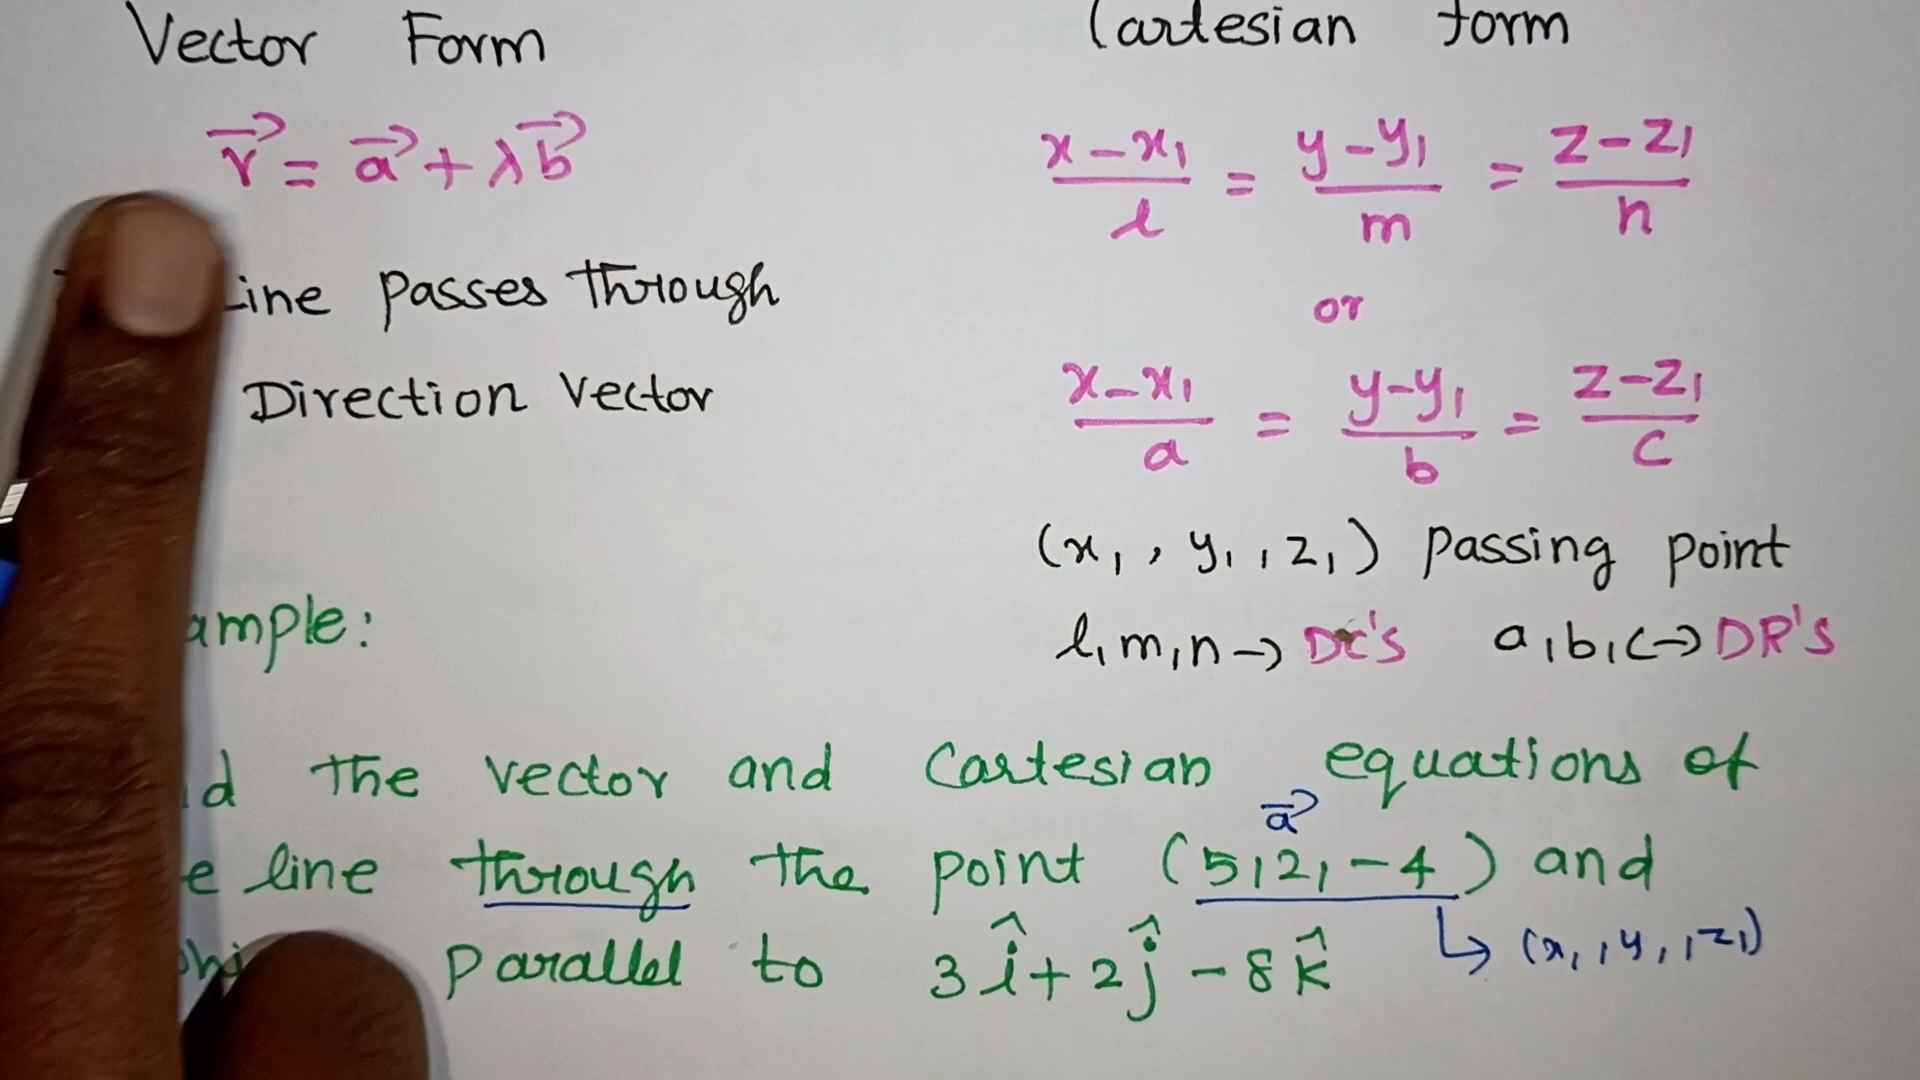 Vector Form
r⃗ = a⃗ + λb⃗
Line passes through
Direction vector
Cartesian form
x-x₁/l = y-y₁/m = z-z₁/n
or
x-x₁/a = y-y₁/b = z-z₁/c
(x₁, y₁, z₁) passing point
l, m, n → DC's a, b, c → DR's
ample:
d the vector and Cartesian equations of
a⃗
e line through the point (5, 2, -4) and
parallel to 3î + 2ĵ - 8k̂ ↳ (x₁, y₁, z₁)